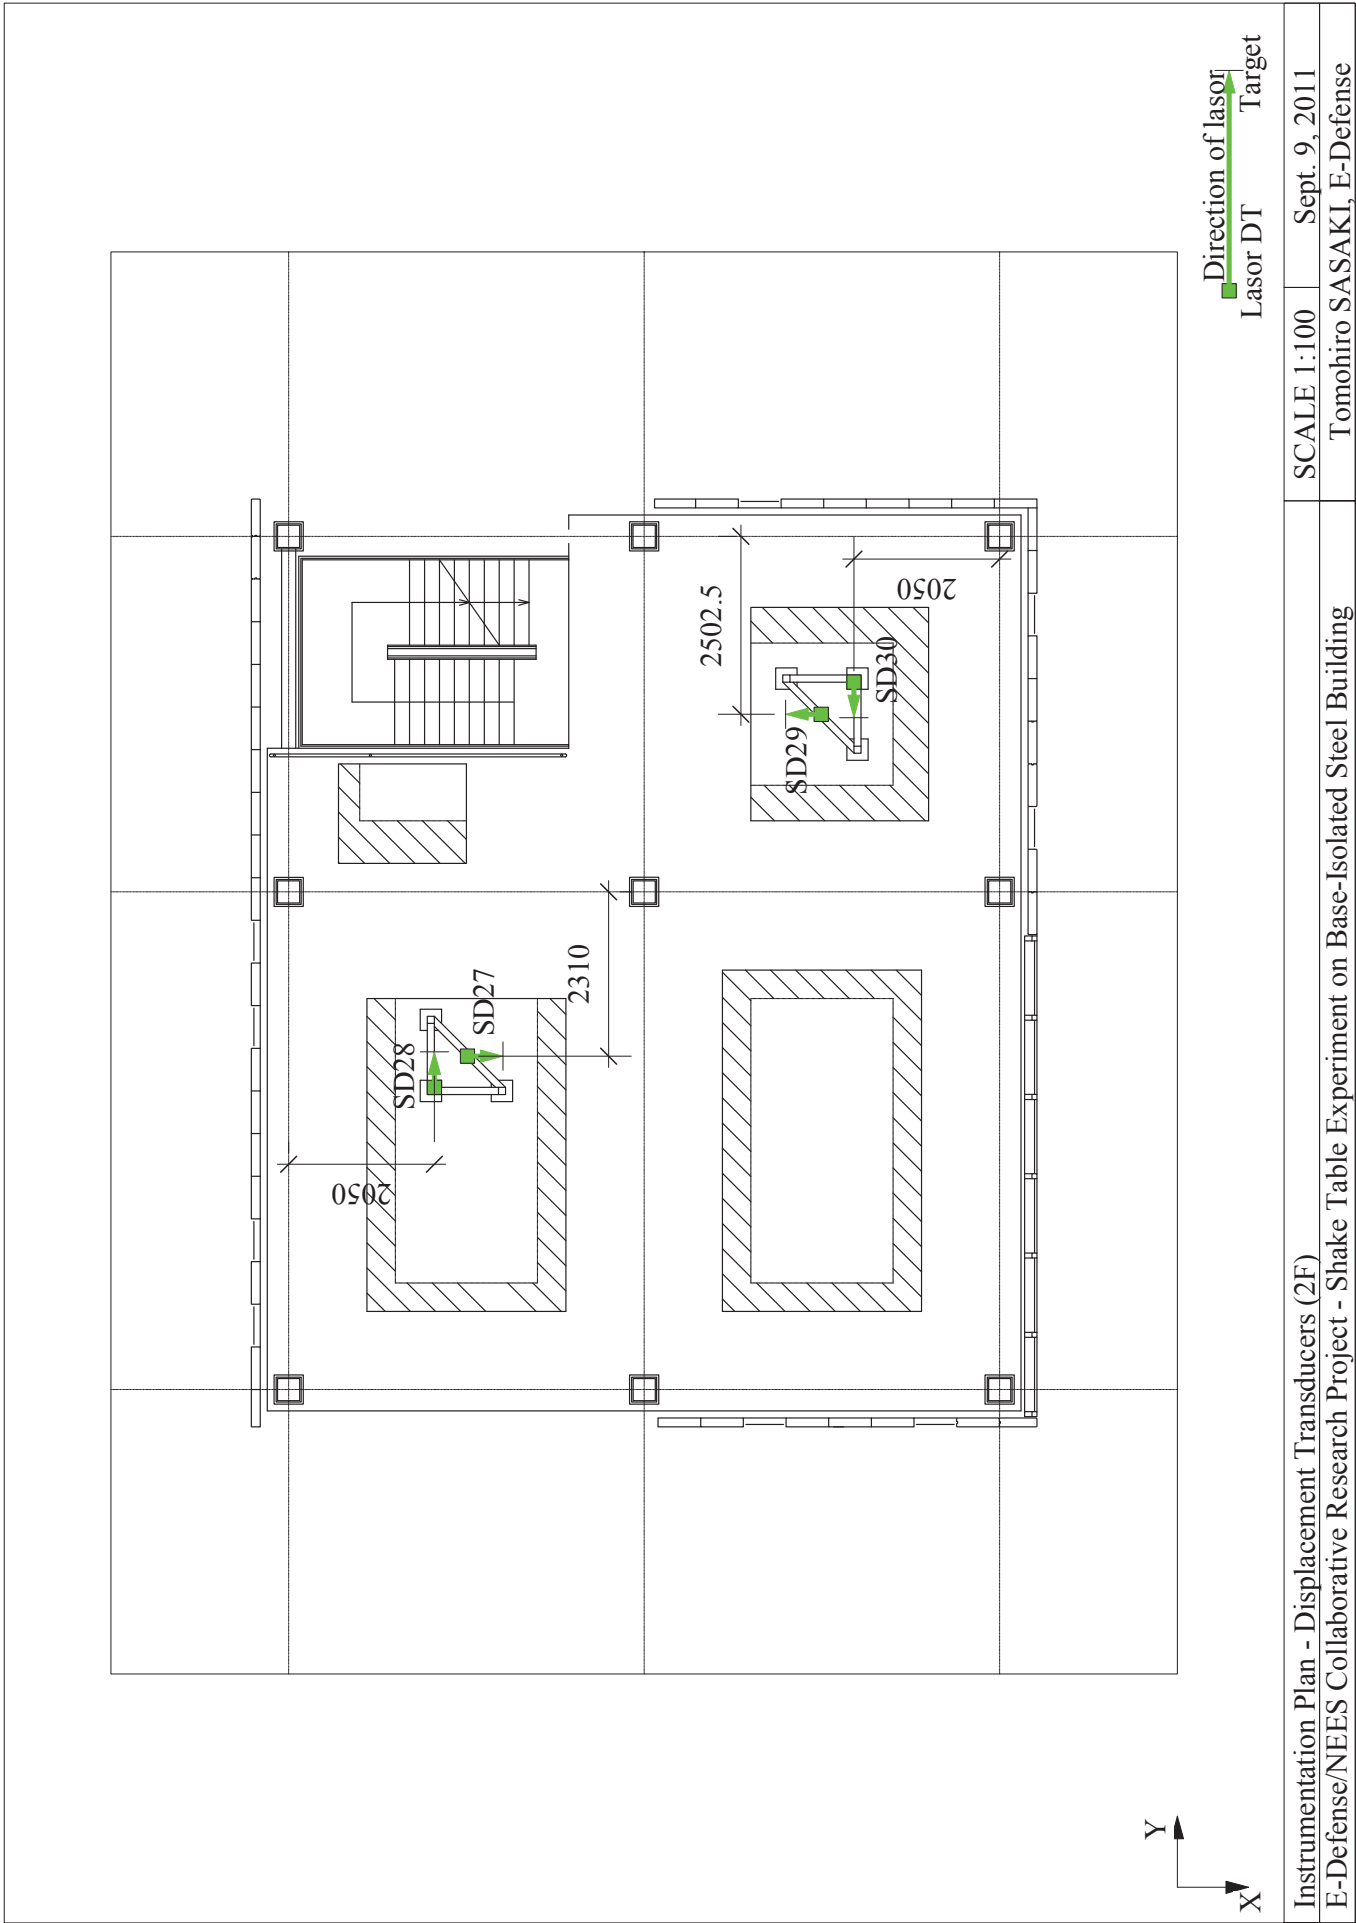 Direction of lasor
Lasor DT
Target
2502.5
2050
SD29
SD30
2310
SD27
SD28
2050
Y
X
Instrumentation Plan - Displacement Transducers (2F)
SCALE 1:100
Sept. 9, 2011
E-Defense/NEES Collaborative Research Project - Shake Table Experiment on Base-Isolated Steel Building
Tomohiro SASAKI, E-Defense